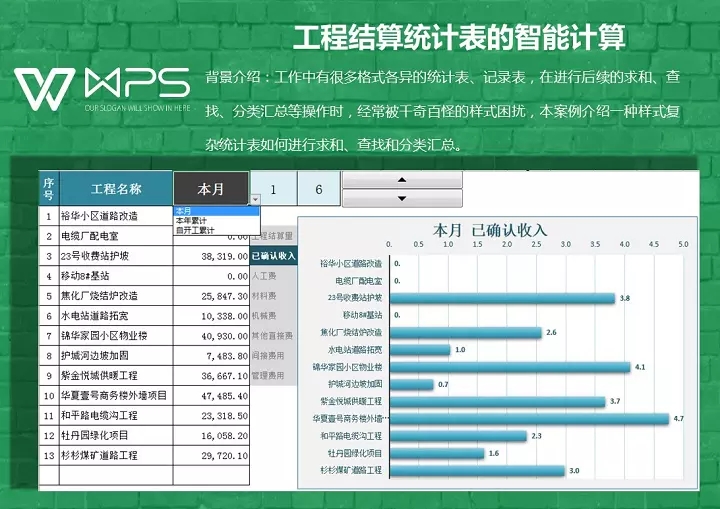 工程结算统计表的智能计算
WPS
OUR SLOGAN WILL SHOW IN HERE
背景介绍：工作中有很多格式各异的统计表、记录表，在进行后续的求和、查
找、分类汇总等操作时，经常被千奇百怪的样式困扰，本案例介绍一种样式复
杂统计表如何进行求和、查找和分类汇总。
序号 工程名称 本月 1 6
本月
本年累计
自开工累计
1 裕华小区道路改造
2 电缆厂配电室 0.00
3 23号收费站护坡 38,319.00
4 移动8#基站 0.00
5 焦化厂烧结炉改造 25,847.30
6 水电站道路拓宽 10,338.00
7 锦华家园小区物业楼 40,930.00
8 护城河边坡加固 7,483.80
9 紫金悦城供暖工程 36,667.10
10 华夏壹号商务楼外墙项目 47,485.40
11 和平路电缆沟工程 23,318.50
12 牡丹园绿化项目 16,058.20
13 杉杉煤矿道路工程 29,720.10
工程结算量
已确认收入
人工费
材料费
机械费
其他直接费
间接费用
管理费用
本月 已确认收入
0. 0.5 1.0 1.5 2.0 2.5 3.0 3.5 4.0 4.5 5.0
裕华小区道路改造 0.
电缆厂配电室 0.
23号收费站护坡 3.8
移动8#基站 0.
焦化厂烧结炉改造 2.6
水电站道路拓宽 1.0
锦华家园小区物业楼 4.1
护城河边坡加固 0.7
紫金悦城供暖工程 3.7
华夏壹号商务楼外墙… 4.7
和平路电缆沟工程 2.3
牡丹园绿化项目 1.6
杉杉煤矿道路工程 3.0